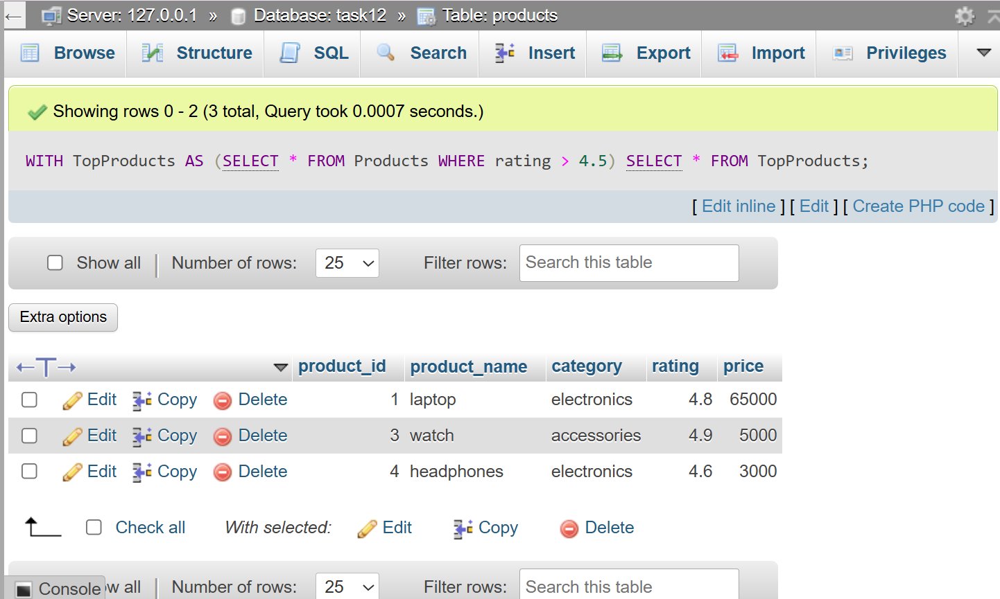 Server: 127.0.0.1 » Database: task12 » Table: products
Browse Structure SQL Search Insert Export Import Privileges
Showing rows 0 - 2 (3 total, Query took 0.0007 seconds.)
WITH TopProducts AS (SELECT * FROM Products WHERE rating > 4.5) SELECT * FROM TopProducts;
[ Edit inline ] [ Edit ] [ Create PHP code ]
Show all Number of rows: 25 Filter rows: Search this table
Extra options
←T→ product_id product_name category rating price
Edit Copy Delete 1 laptop electronics 4.8 65000
Edit Copy Delete 3 watch accessories 4.9 5000
Edit Copy Delete 4 headphones electronics 4.6 3000
Check all With selected: Edit Copy Delete
Console w all Number of rows: 25 Filter rows: Search this table